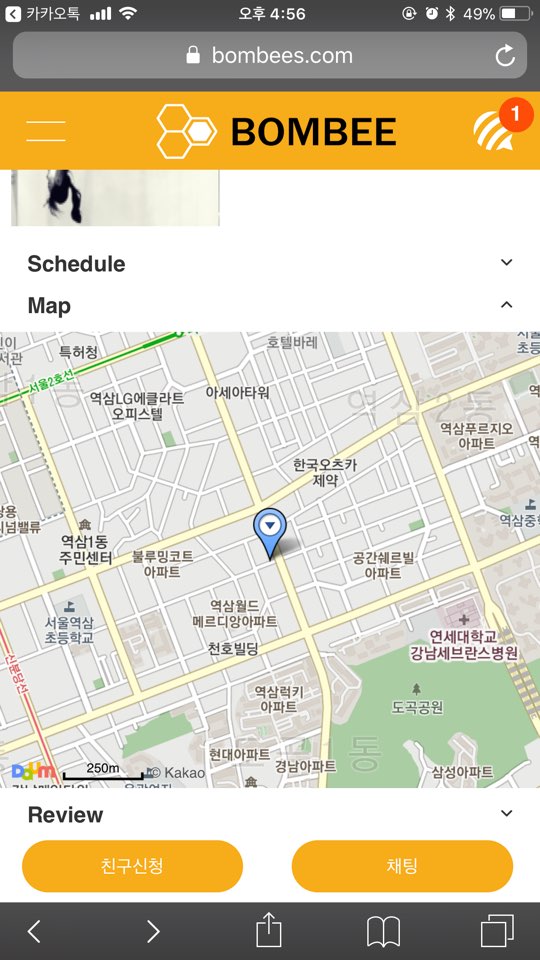 카카오톡
오후 4:56
49%
bombees.com
BOMBEE
1
Schedule
Map
특허청
호텔바레
서울2호선
역삼LG에클라트
오피스텔
아세아타워
역삼2동
역삼푸르지오
아파트
한국오츠카
제약
역삼1동
주민센터
블루밍코트
아파트
공간쉐르빌
아파트
서울역삼
초등학교
역삼월드
메르디앙아파트
천호빌딩
연세대학교
강남세브란스병원
신분당선
역삼럭키
아파트
도곡공원
현대아파트
경남아파트
삼성아파트
Daum
250m
© Kakao
Review
친구신청
채팅